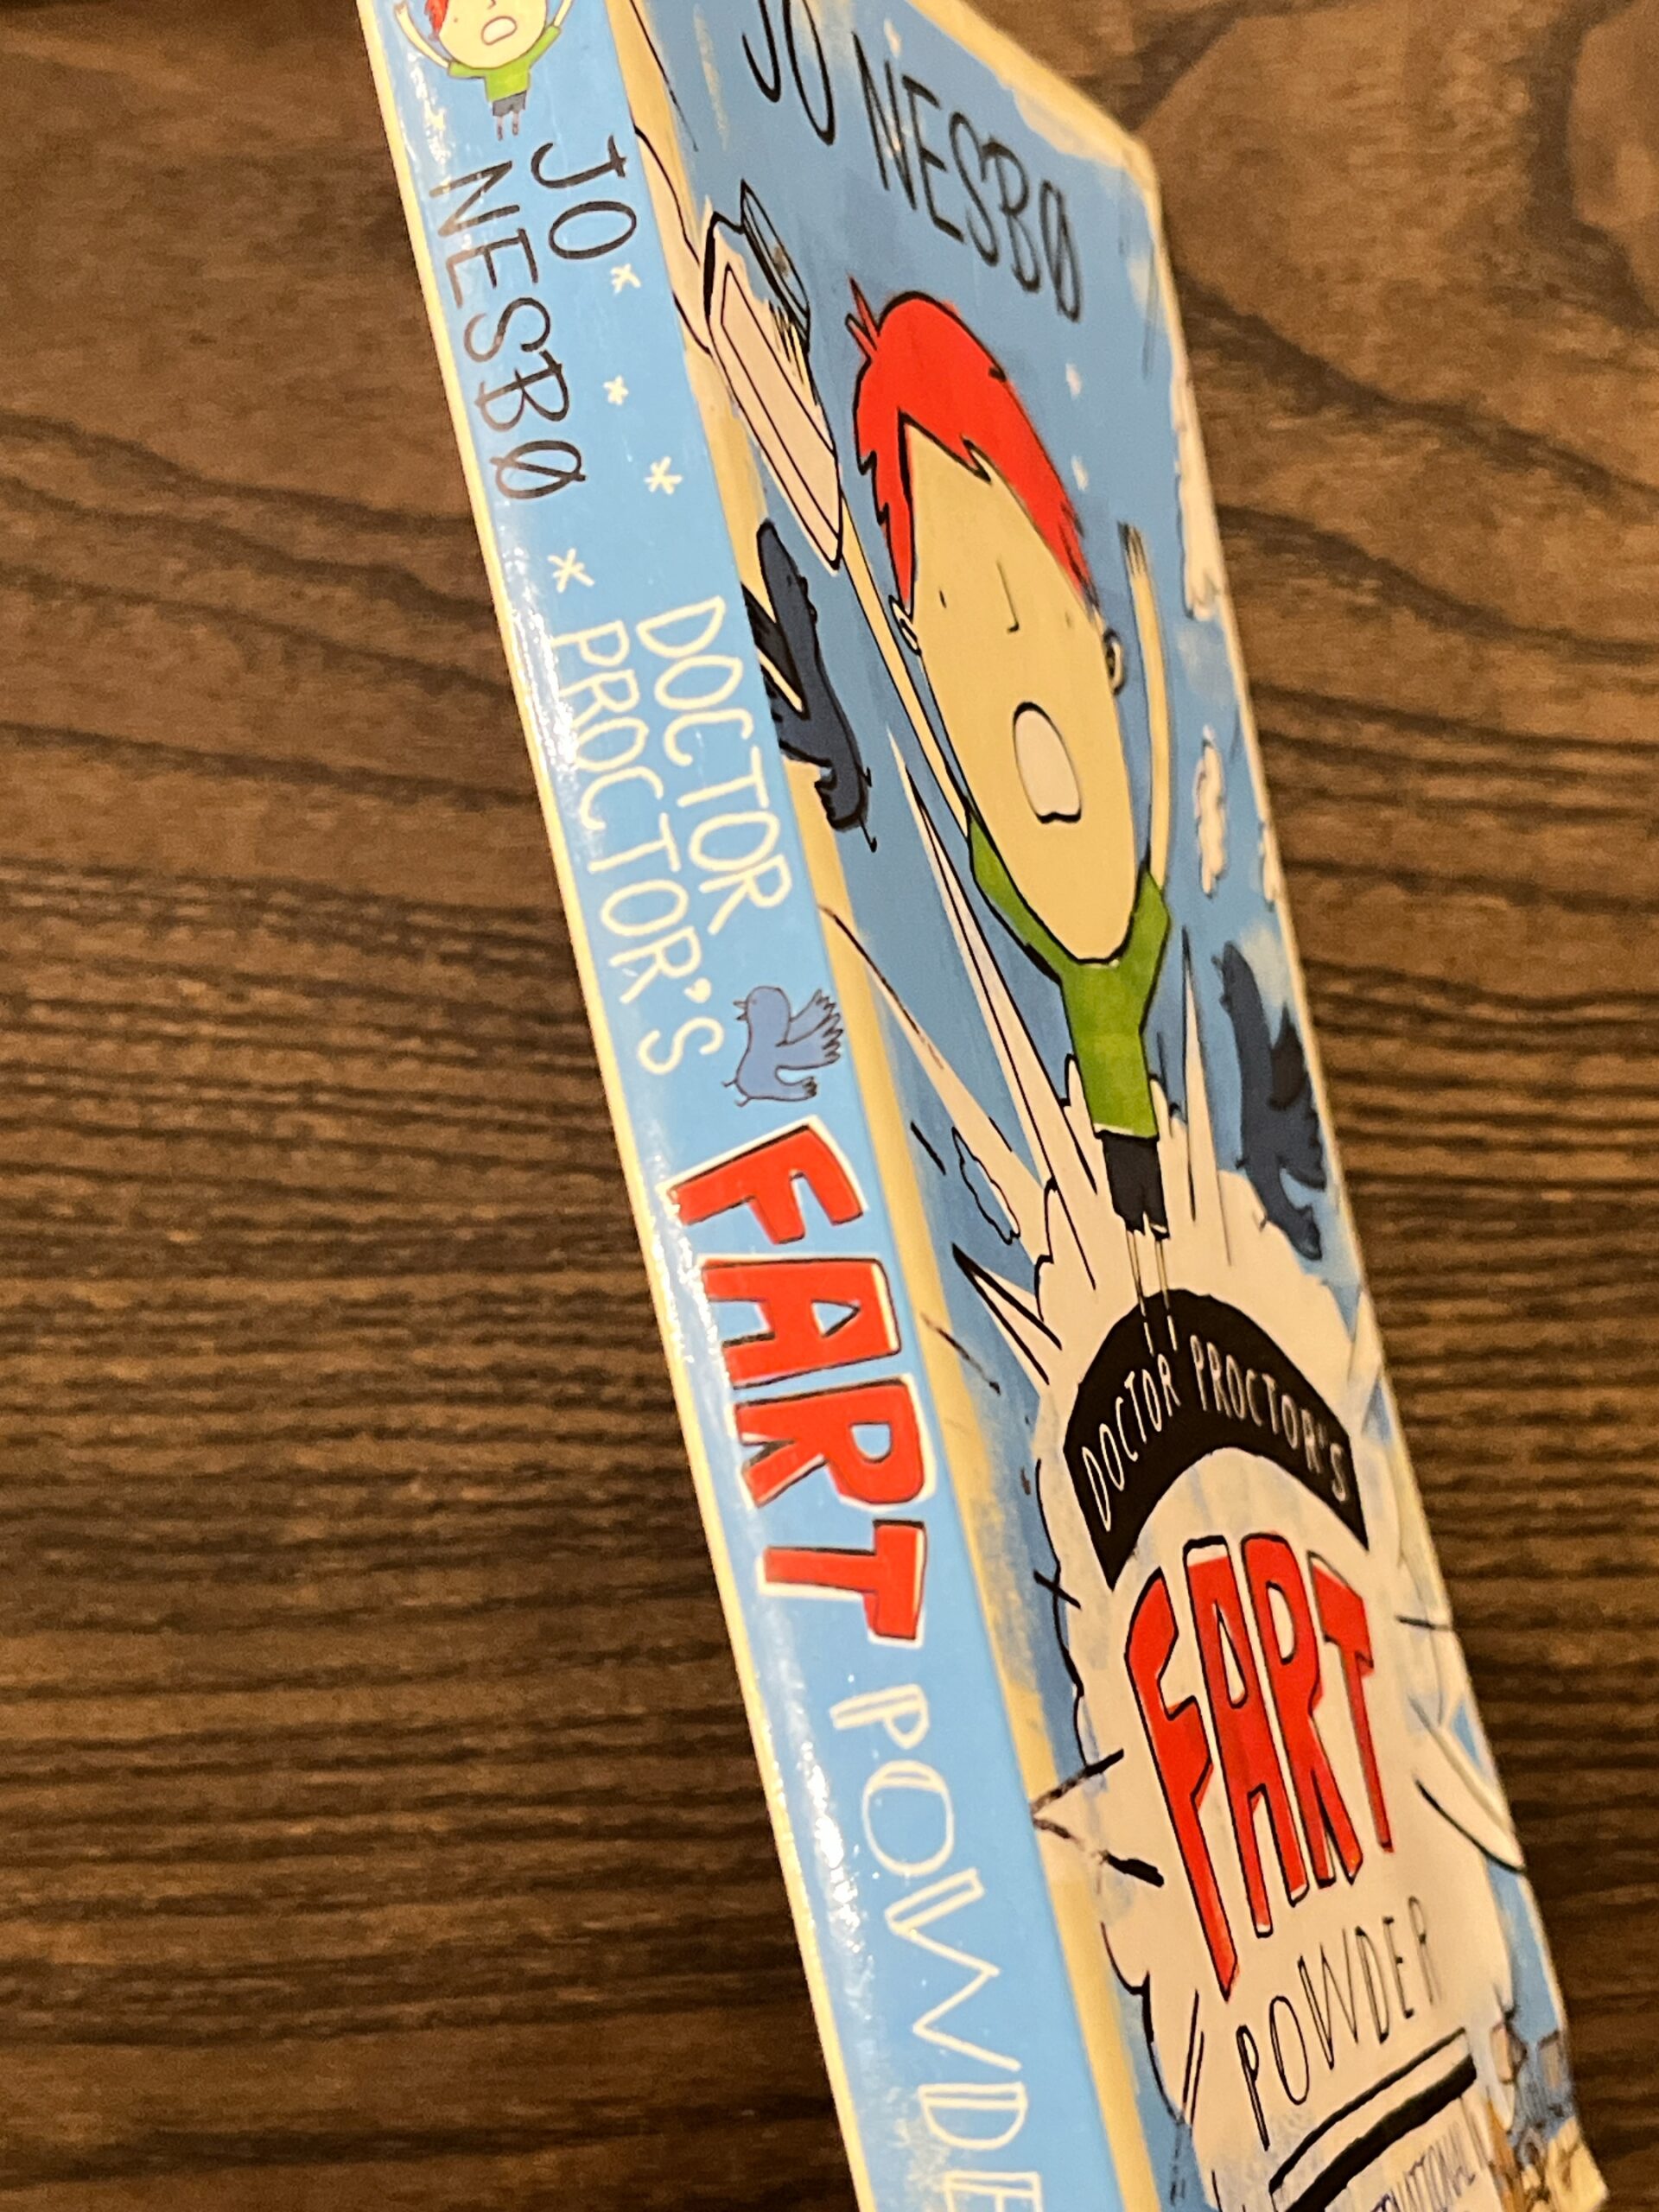 JO
NESBØ
DOCTOR
PROCTOR'S
FART POWDE
JO NESBØ
DOCTOR PROCTOR'S
FART
POWDER